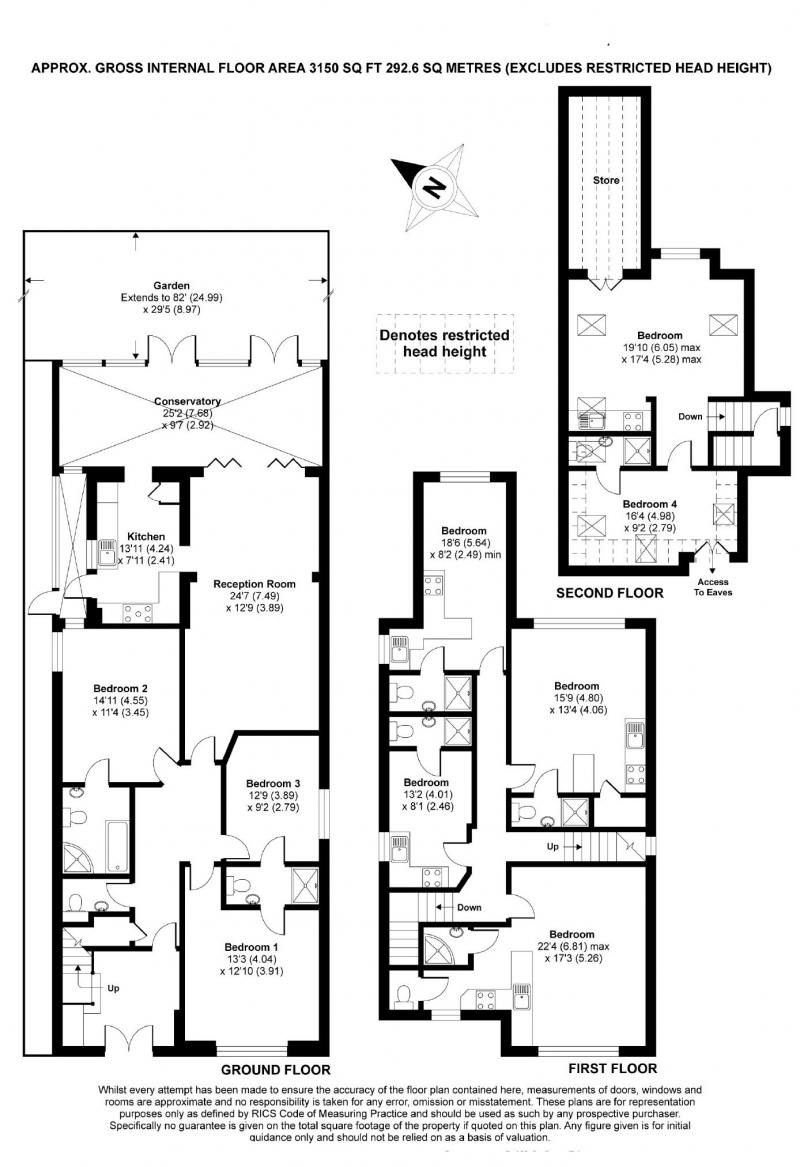 APPROX. GROSS INTERNAL FLOOR AREA 3150 SQ FT 292.6 SQ METRES (EXCLUDES RESTRICTED HEAD HEIGHT)
Store
N
Garden
Extends to 82' (24.99)
x 29'5 (8.97)
Denotes restricted
head height
Bedroom
19'10 (6.05) max
x 17'4 (5.28) max
Down
Conservatory
25'2 (7.68)
x 9'7 (2.92)
Bedroom 4
16'4 (4.98)
x 9'2 (2.79)
Kitchen
13'11 (4.24)
x 7'11 (2.41)
Bedroom
18'6 (5.64)
x 8'2 (2.49) min
SECOND FLOOR
Access
To Eaves
Reception Room
24'7 (7.49)
x 12'9 (3.89)
Bedroom 2
14'11 (4.55)
x 11'4 (3.45)
Bedroom
15'9 (4.80)
x 13'4 (4.06)
Bedroom 3
12'9 (3.89)
x 9'2 (2.79)
Bedroom
13'2 (4.01)
x 8'1 (2.46)
Up
Down
Bedroom
22'4 (6.81) max
x 17'3 (5.26)
Bedroom 1
13'3 (4.04)
x 12'10 (3.91)
Up
GROUND FLOOR
FIRST FLOOR
Whilst every attempt has been made to ensure the accuracy of the floor plan contained here, measurements of doors, windows and
rooms are approximate and no responsibility is taken for any error, omission or misstatement. These plans are for representation
purposes only as defined by RICS Code of Measuring Practice and should be used as such by any prospective purchaser.
Specifically no guarantee is given on the total square footage of the property if quoted on this plan. Any figure given is for initial
guidance only and should not be relied on as a basis of valuation.